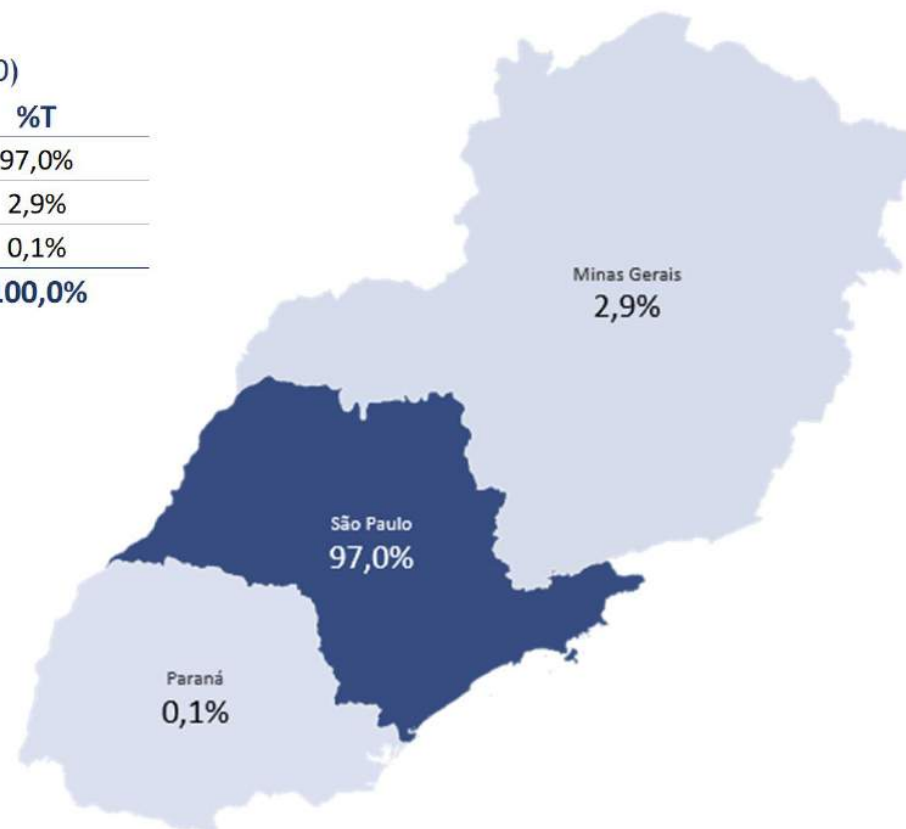 0)
%T
97,0%
2,9%
0,1%
100,0%
Minas Gerais
2,9%
São Paulo
97,0%
Paraná
0,1%